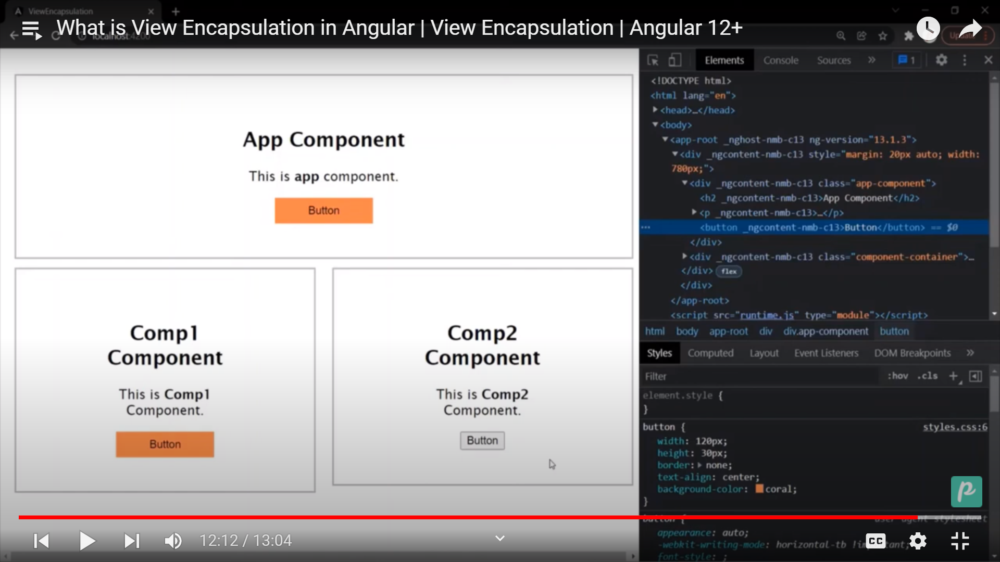 ViewEncapsulation
What is View Encapsulation in Angular | View Encapsulation | Angular 12+
localhost:4200
Update
App Component
This is app component.
Button
Comp1
Component
This is Comp1
Component.
Button
Comp2
Component
This is Comp2
Component.
Button
Elements Console Sources » 1
<!DOCTYPE html>
<html lang="en">
<head>…</head>
<body>
<app-root _nghost-nmb-c13 ng-version="13.1.3">
<div _ngcontent-nmb-c13 style="margin: 20px auto; width:
780px;">
<div _ngcontent-nmb-c13 class="app-component">
<h2 _ngcontent-nmb-c13>App Component</h2>
<p _ngcontent-nmb-c13>…</p>
<button _ngcontent-nmb-c13>Button</button> == $0
</div>
<div _ngcontent-nmb-c13 class="component-container">…
</div> flex
</div>
</app-root>
<script src="runtime.js" type="module"></script>
html body app-root div div.app-component button
Styles Computed Layout Event Listeners DOM Breakpoints »
Filter :hov .cls +
element.style {
}
button { styles.css:6
width: 120px;
height: 30px;
border: none;
text-align: center;
background-color: coral;
}
button { user agent stylesheet
appearance: auto;
-webkit-writing-mode: horizontal-tb
font-style: ;
p
12:12 / 13:04
CC